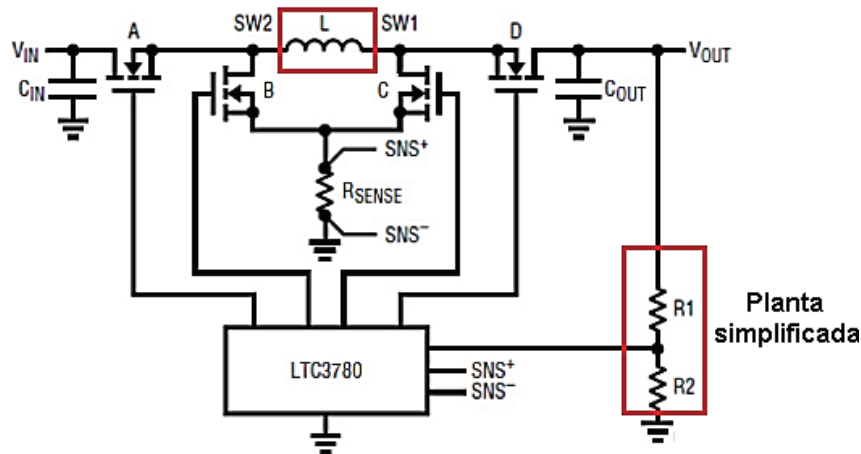 SW2
L
SW1
VIN
A
D
VOUT
CIN
B
C
COUT
SNS+
RSENSE
SNS−
R1
Planta
simplificada
LTC3780
SNS+
SNS−
R2